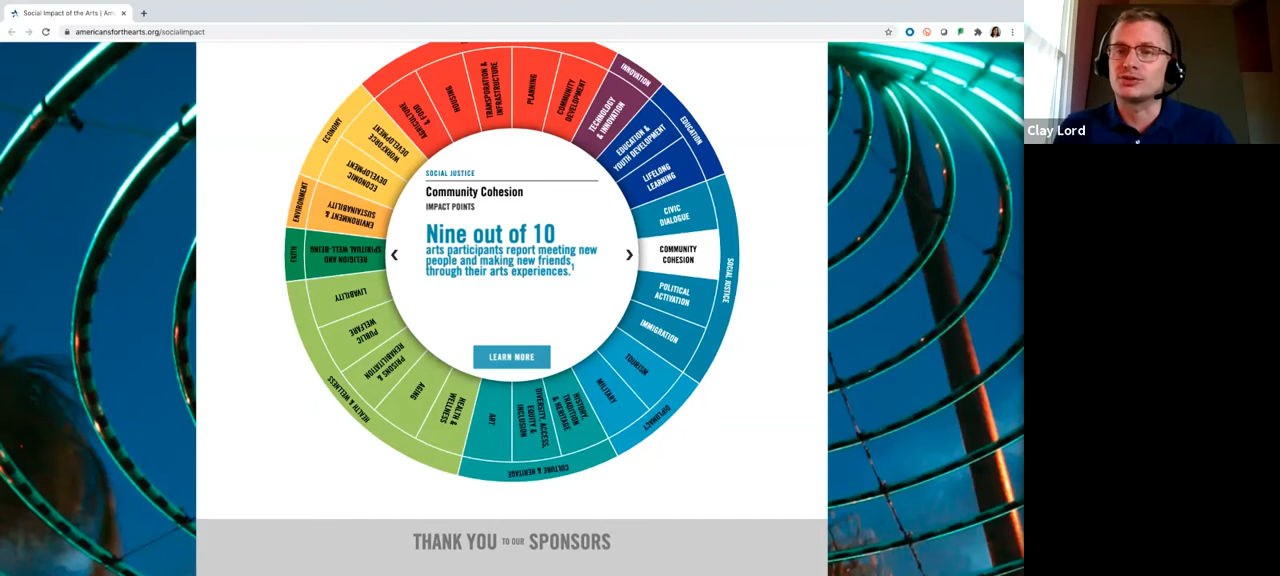 Social Impact of the Arts | Ame
americansforthearts.org/socialimpact
Clay Lord
INNOVATION
EDUCATION
SOCIAL JUSTICE
DIPLOMACY
CULTURE & HERITAGE
HEALTH & WELLNESS
FAITH
ENVIRONMENT
ECONOMY
AGRICULTURE
& FOOD
HOUSING
TRANSPORATION &
INFRASTRUCTURE
PLANNING
COMMUNITY
DEVELOPMENT
TECHNOLOGY
& INNOVATION
EDUCATION &
YOUTH DEVELOPMENT
LIFELONG
LEARNING
CIVIC
DIALOGUE
COMMUNITY
COHESION
POLITICAL
ACTIVATION
IMMIGRATION
TOURISM
MILITARY
HISTORY,
TRADITION
& HERITAGE
DIVERSITY, ACCESS,
EQUITY &
INCLUSION
ART
HEALTH &
WELLNESS
AGING
PRISONS &
REHABILITATION
PUBLIC
WELFARE
LIVABILITY
RELIGION AND
SPIRITUAL WELL-BEING
ENVIRONMENT &
SUSTAINABILITY
ECONOMIC
DEVELOPMENT
WORKFORCE
DEVELOPMENT
SOCIAL JUSTICE
Community Cohesion
IMPACT POINTS
Nine out of 10
arts participants report meeting new
people and making new friends,
through their arts experiences.¹
LEARN MORE
THANK YOU TO OUR SPONSORS